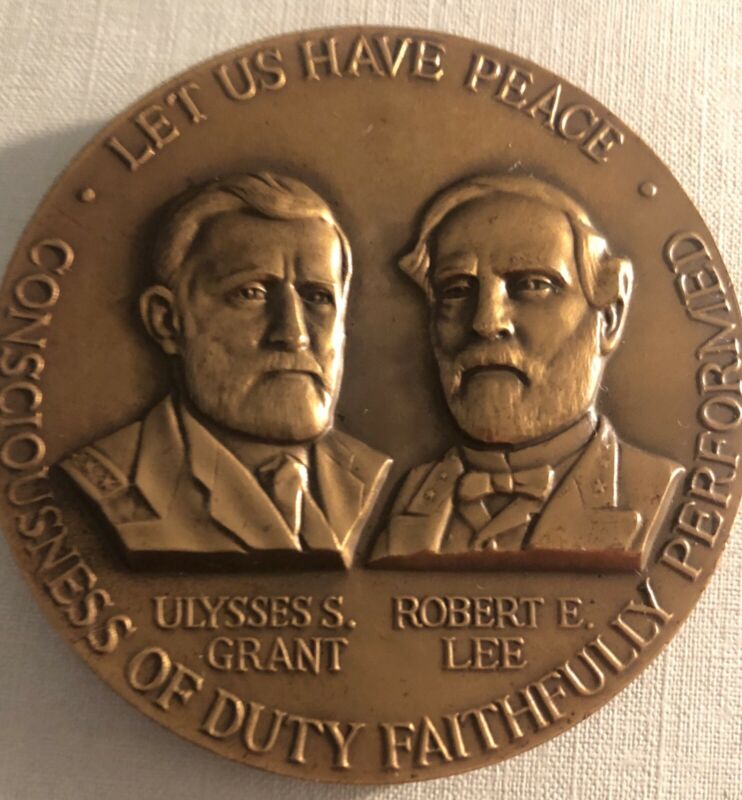 LET US HAVE PEACE
CONSCIOUSNESS OF DUTY FAITHFULLY PERFORMED
ULYSSES S.
GRANT
ROBERT E.
LEE